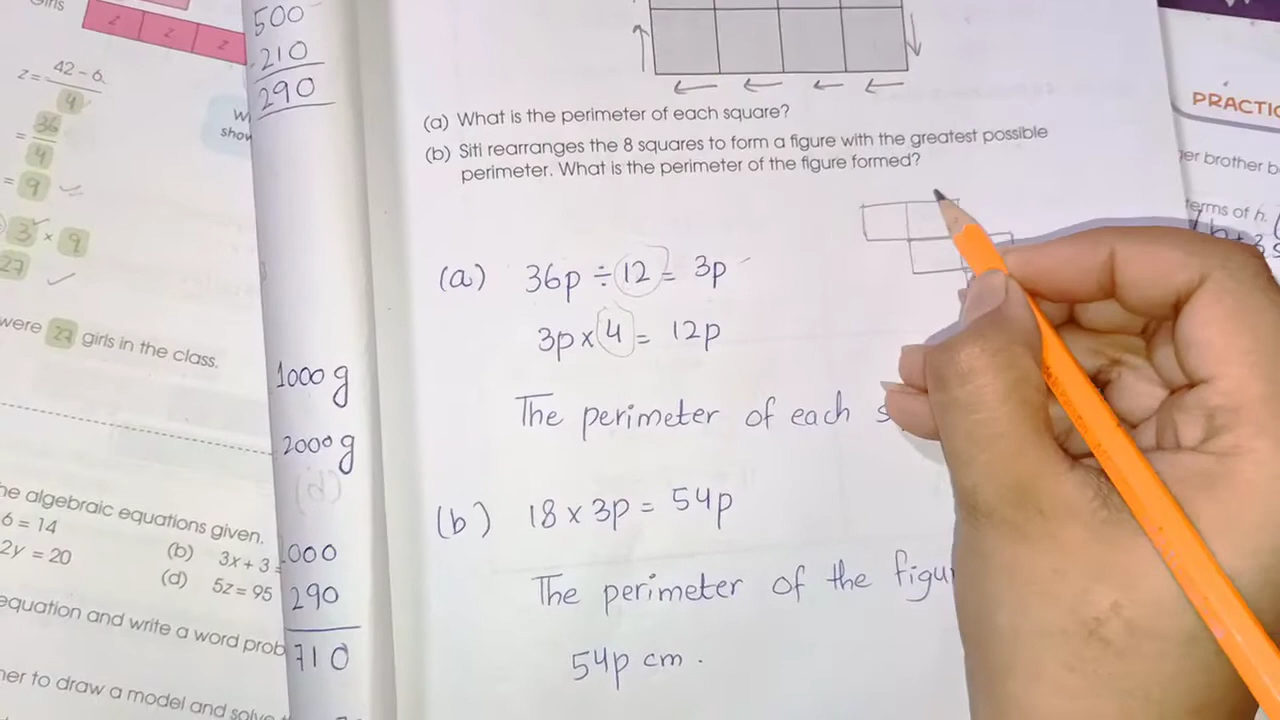 z z z
z = 42 - 6
4
= 36
4
= 9
3 × 9
27
were 27 girls in the class.
he algebraic equations given.
6 = 14
(b) 3x + 3 =
2y = 20
(d) 5z = 95
equation and write a word prob
her to draw a model and solve
500
210
290
1000 g
2000 g
(d)
000
290
710
(a) What is the perimeter of each square?
(b) Siti rearranges the 8 squares to form a figure with the greatest possible
perimeter. What is the perimeter of the figure formed?
(a) 36p ÷ 12 = 3p
3p × 4 = 12p
The perimeter of each s
(b) 18 × 3p = 54p
The perimeter of the figu
54p cm.
PRACTIC
her brother b
terms of h.